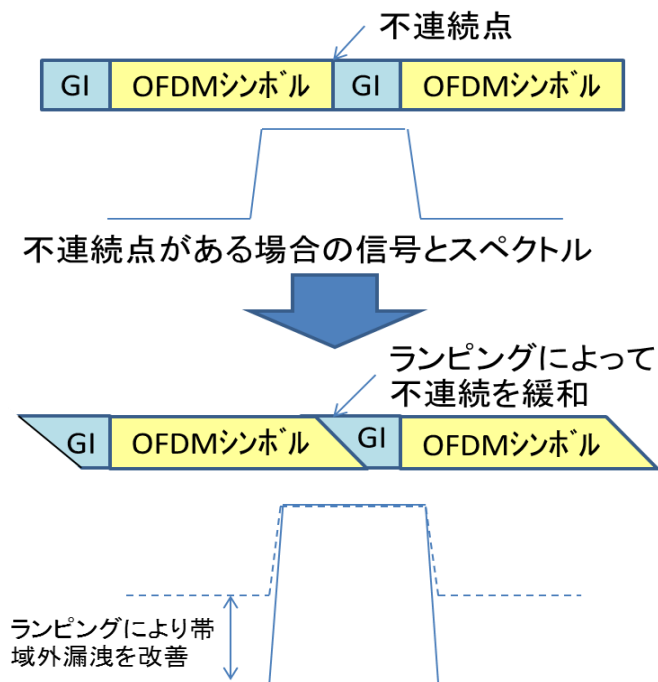 不連続点
GI OFDMシンボル GI OFDMシンボル
不連続点がある場合の信号とスペクトル
ランピングによって
不連続を緩和
GI OFDMシンボル GI OFDMシンボル
ランピングにより帯
域外漏洩を改善